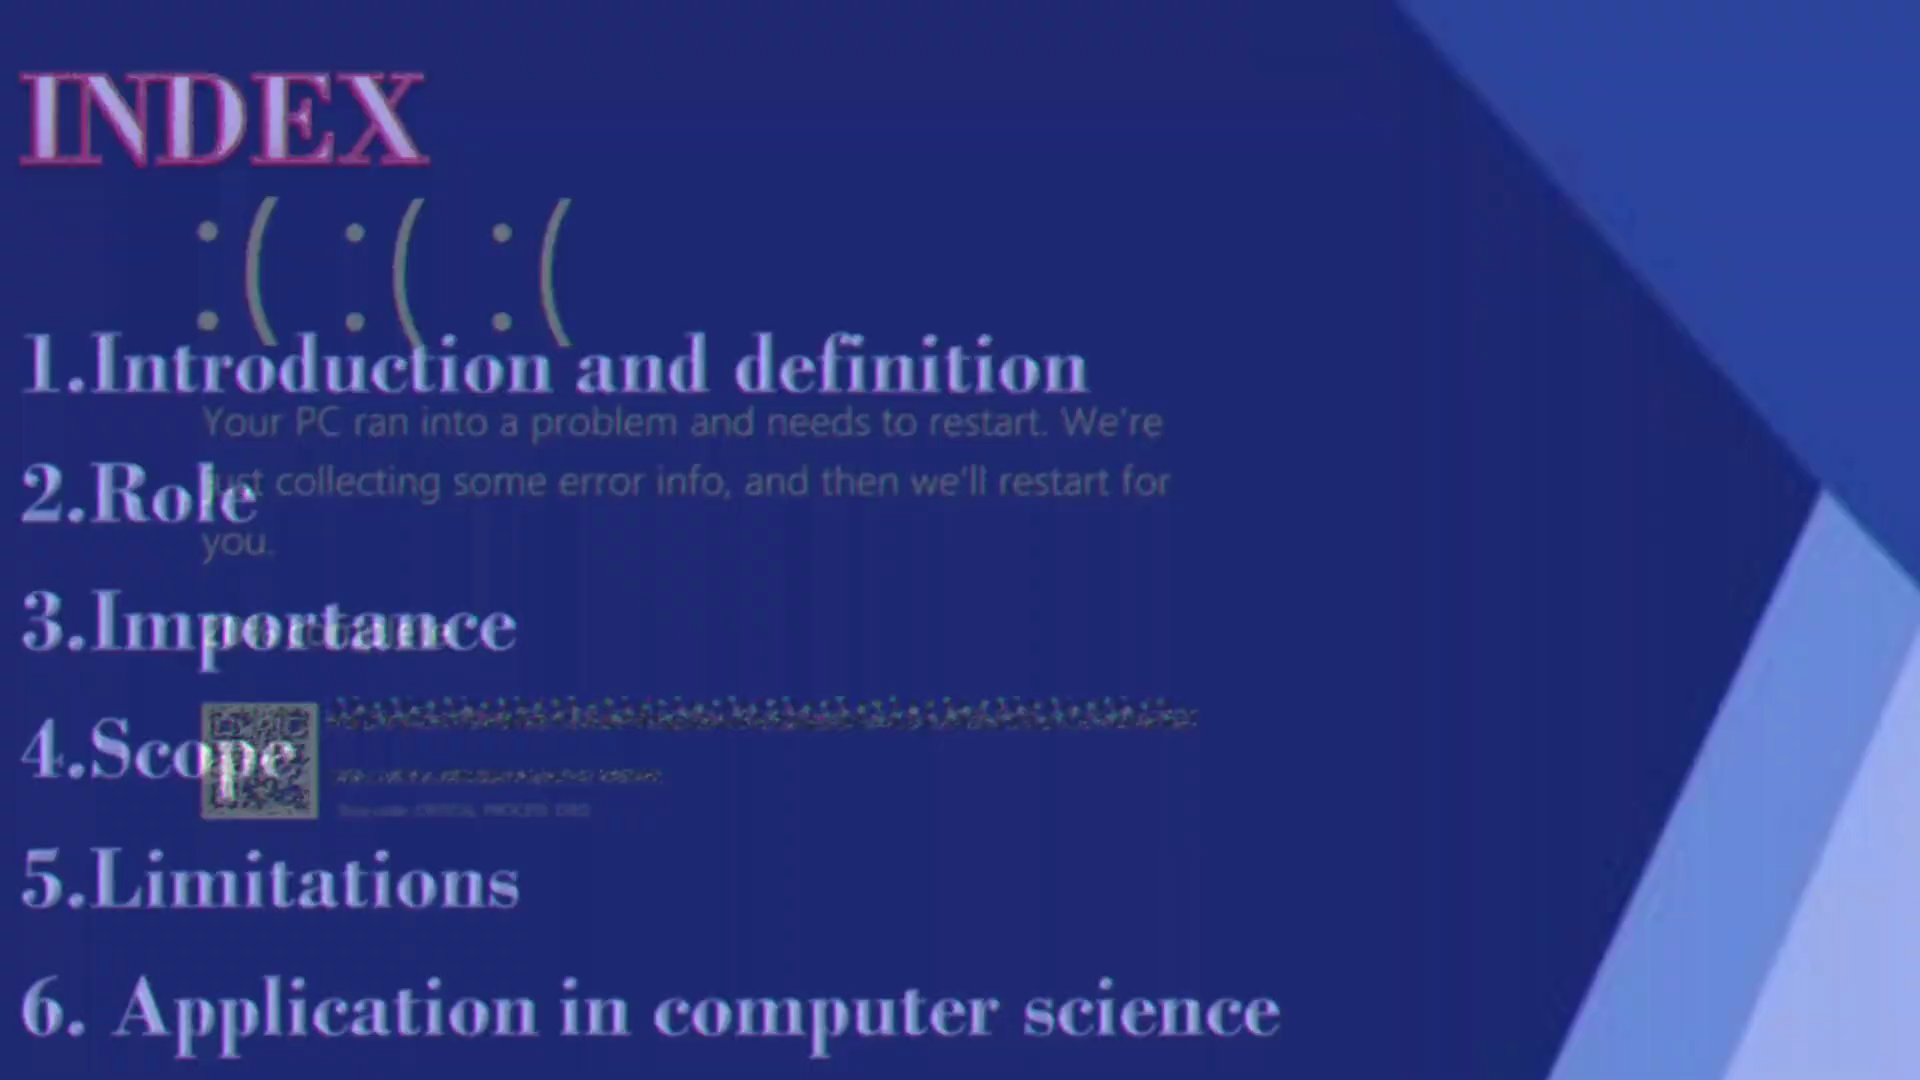 INDEX
:( :( :(
1.Introduction and definition
Your PC ran into a problem and needs to restart. We're
2.Role
just collecting some error info, and then we'll restart for
you.
3.Importance
complete
4.Scope
5.Limitations
6. Application in computer science